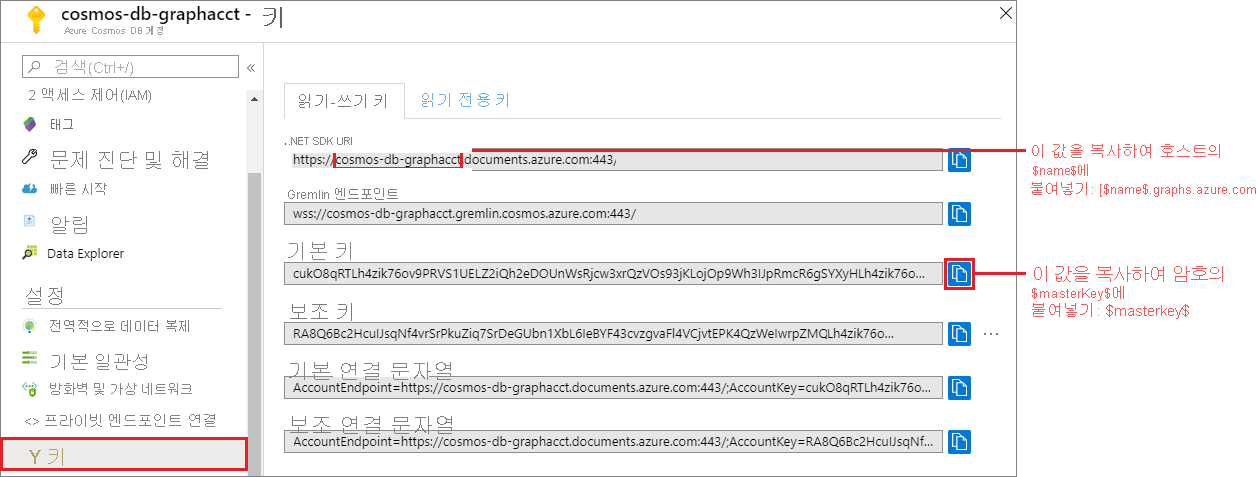 cosmos-db-graphacct - 키
Azure Cosmos DB 계정
검색(Ctrl+/)
«
2 액세스 제어(IAM)
태그
문제 진단 및 해결
빠른 시작
알림
Data Explorer
설정
전역적으로 데이터 복제
기본 일관성
방화벽 및 가상 네트워크
<> 프라이빗 엔드포인트 연결
Y 키
읽기-쓰기 키
읽기 전용 키
..NET SDK URI
https://cosmos-db-graphacct.documents.azure.com:443/
Gremlin 엔드포인트
wss://cosmos-db-graphacct.gremlin.cosmos.azure.com:443/
기본 키
cukO8qRTLh4zik76ov9PRVS1UELZ2iQh2eDOUnWsRjcw3xrQzVOs93jKLojOp9Wh3IJpRmcR6gSYXyHLh4zik76o...
보조 키
RA8Q6Bc2HcuIJsqNf4vrSrPkuZiq7SrDeGUbn1XbL6IeBYF43cvzgvaFl4VCjvtEPK4QzWeIwrpZMQLh4zik76o...
...
기본 연결 문자열
AccountEndpoint=https://cosmos-db-graphacct.documents.azure.com:443/;AccountKey=cukO8qRTLh4zik76o...
보조 연결 문자열
AccountEndpoint=https://cosmos-db-graphacct.documents.azure.com:443/;AccountKey=RA8Q6Bc2HcuIJsqNf...
이 값을 복사하여 호스트의
$name$에
붙여넣기: [$name$.graphs.azure.com
이 값을 복사하여 암호의
$masterKey$에
붙여넣기: $masterkey$